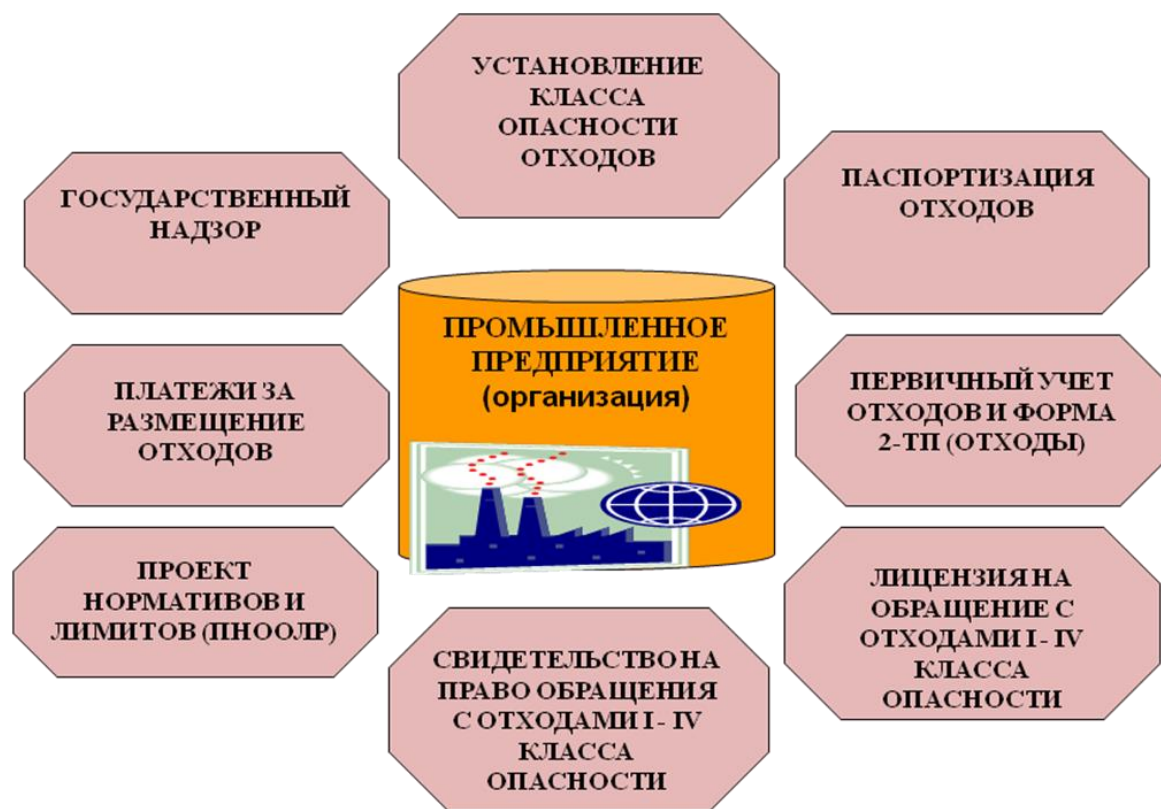 УСТАНОВЛЕНИЕ
КЛАССА
ОПАСНОСТИ
ОТХОДОВ
ГОСУДАРСТВЕННЫЙ
НАДЗОР
ПАСПОРТИЗАЦИЯ
ОТХОДОВ
ПРОМЫШЛЕННОЕ
ПРЕДПРИЯТИЕ
(организация)
ПЛАТЕЖИ ЗА
РАЗМЕЩЕНИЕ
ОТХОДОВ
ПЕРВИЧНЫЙ УЧЕТ
ОТХОДОВ И ФОРМА
2-ТП (ОТХОДЫ)
ПРОЕКТ
НОРМАТИВОВ И
ЛИМИТОВ (ПНООЛР)
ЛИЦЕНЗИЯ НА
ОБРАЩЕНИЕ С
ОТХОДАМИ I - IV
КЛАССА
ОПАСНОСТИ
СВИДЕТЕЛЬСТВО НА
ПРАВО ОБРАЩЕНИЯ
С ОТХОДАМИ I - IV
КЛАССА
ОПАСНОСТИ